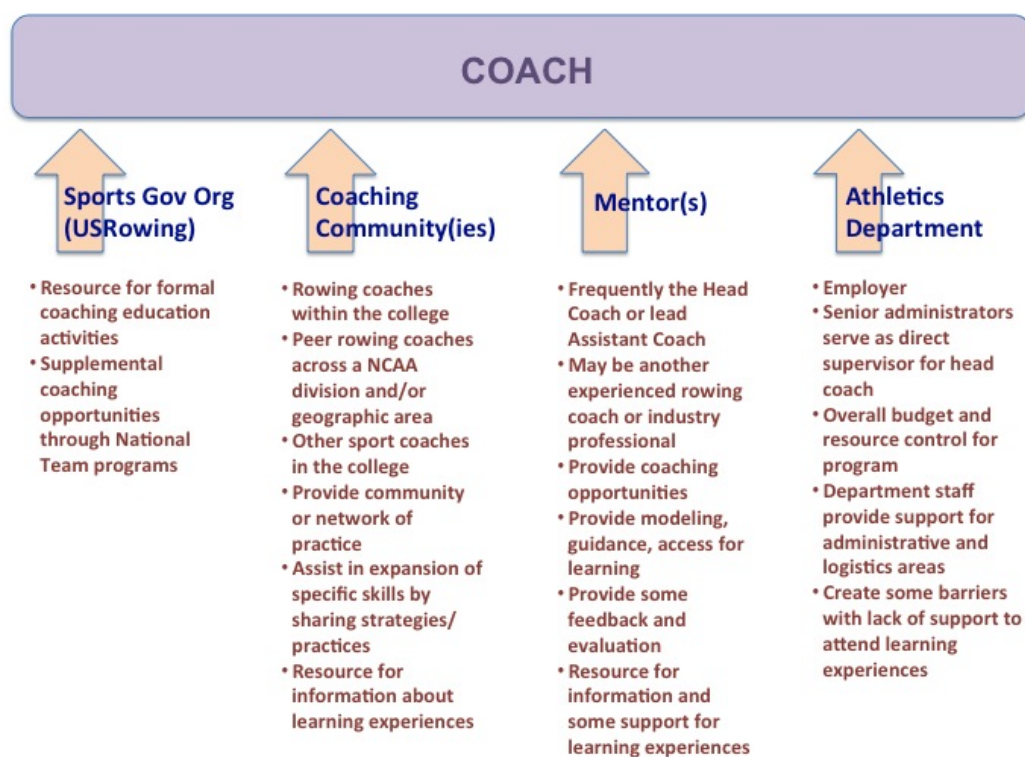 COACH
Sports Gov Org
(USRowing)
• Resource for formal
coaching education
activities
• Supplemental
coaching
opportunities
through National
Team programs
Coaching
Community(ies)
• Rowing coaches
within the college
• Peer rowing coaches
across a NCAA
division and/or
geographic area
• Other sport coaches
in the college
• Provide community
or network of
practice
• Assist in expansion of
specific skills by
sharing strategies/
practices
• Resource for
information about
learning experiences
Mentor(s)
• Frequently the Head
Coach or lead
Assistant Coach
• May be another
experienced rowing
coach or industry
professional
• Provide coaching
opportunities
• Provide modeling,
guidance, access for
learning
• Provide some
feedback and
evaluation
• Resource for
information and
some support for
learning experiences
Athletics
Department
• Employer
• Senior administrators
serve as direct
supervisor for head
coach
• Overall budget and
resource control for
program
• Department staff
provide support for
administrative and
logistics areas
• Create some barriers
with lack of support to
attend learning
experiences